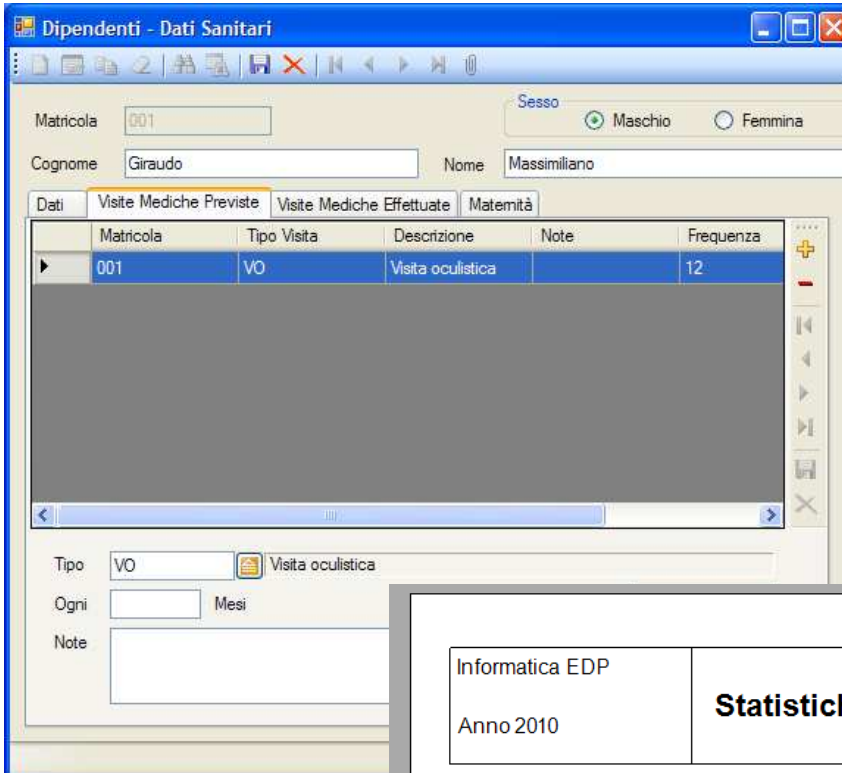 Dipendenti - Dati Sanitari
Sesso
Matricola 001 Maschio Femmina
Cognome Giraudo Nome Massimiliano
Dati Visite Mediche Previste Visite Mediche Effettuate Maternità
Matricola Tipo Visita Descrizione Note Frequenza
001 VO Visita oculistica 12
Tipo VO Visita oculistica
Ogni Mesi
Note
Informatica EDP
Anno 2010